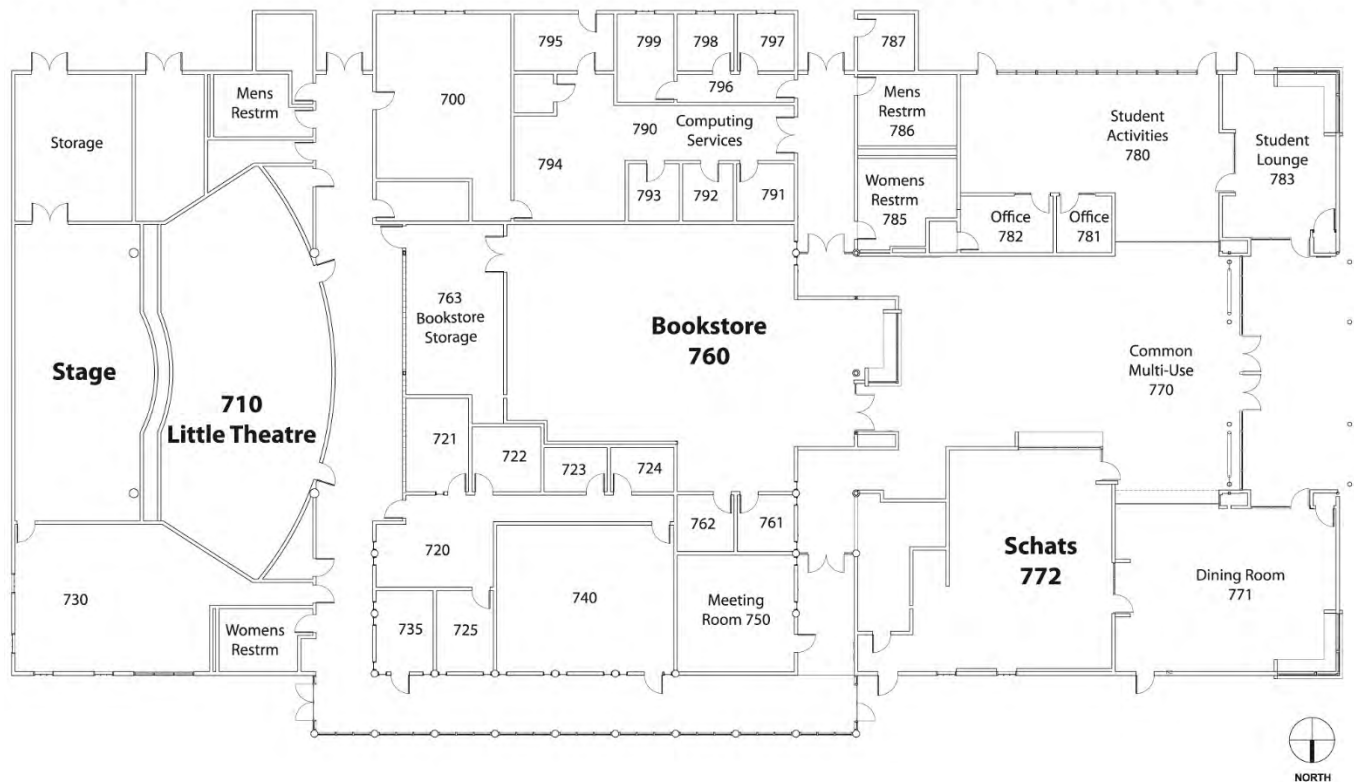 795
799
798
797
787
700
796
Mens
Restrm
Mens
Restrm
786
Storage
790
Computing
Services
Student
Activities
780
Student
Lounge
783
794
793
792
791
Womens
Restrm
785
Office
782
Office
781
763
Bookstore
Storage
Bookstore
760
Stage
710
Little Theatre
Common
Multi-Use
770
721
722
723
724
762
761
720
Schats
772
Dining Room
771
730
740
735
725
Meeting
Room 750
Womens
Restrm
NORTH